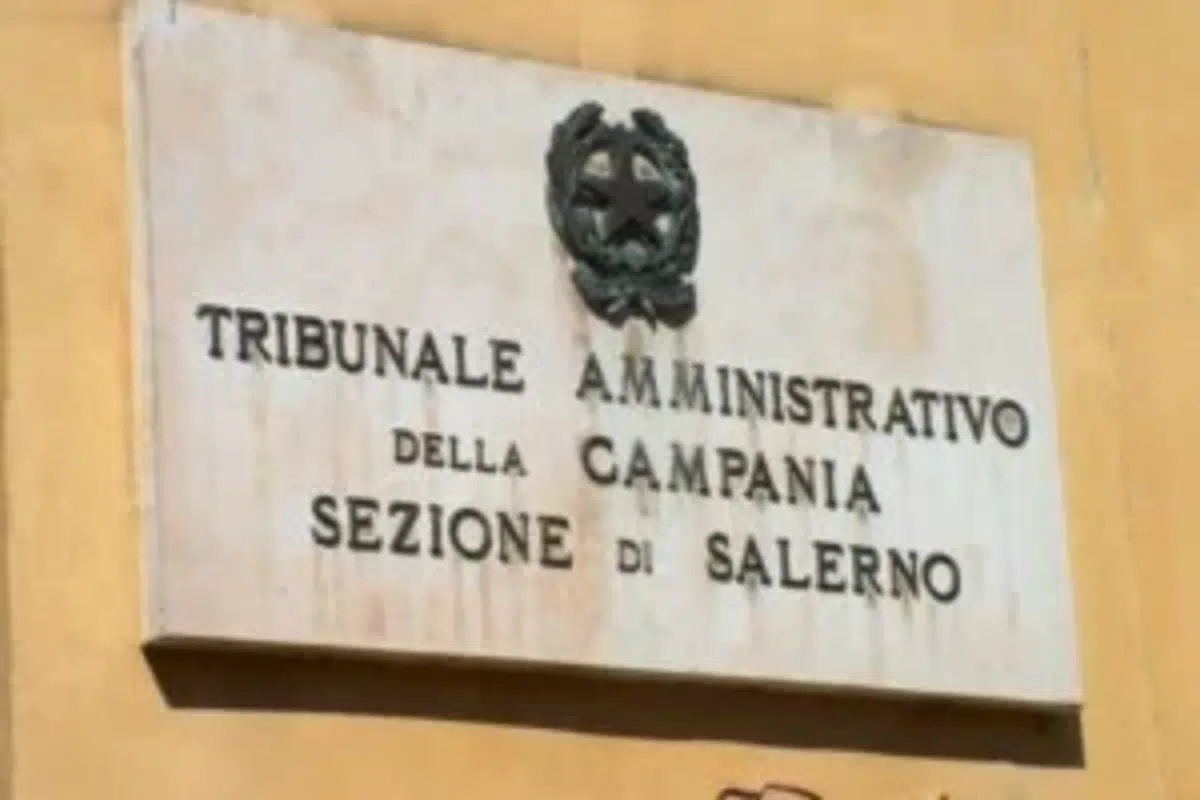 TRIBUNALE AMMINISTRATIVO
DELLA CAMPANIA
SEZIONE DI SALERNO